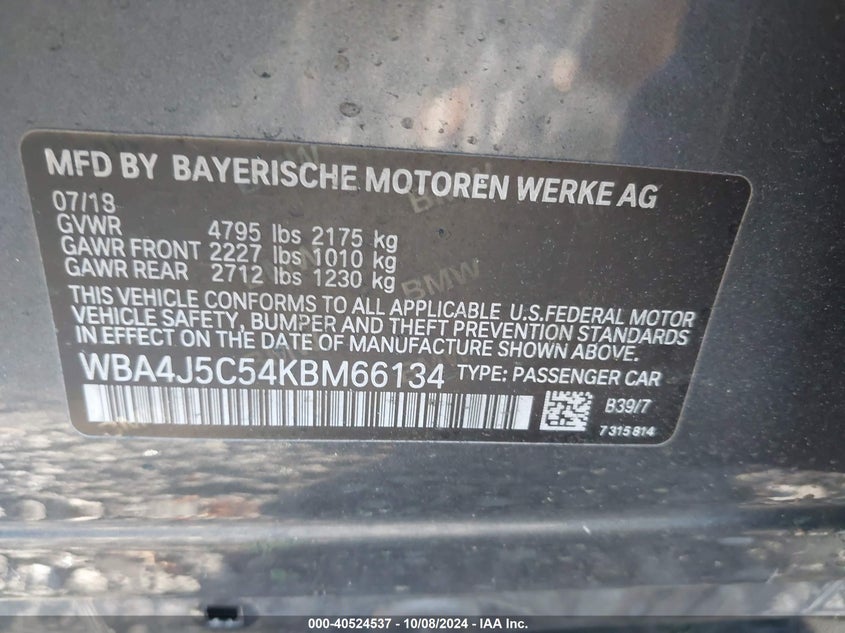 MFD BY BAYERISCHE MOTOREN WERKE AG
07/18
GVWR 4795 lbs 2175 kg
GAWR FRONT 2227 lbs 1010 kg
GAWR REAR 2712 lbs 1230 kg
THIS VEHICLE CONFORMS TO ALL APPLICABLE U.S.FEDERAL MOTOR
VEHICLE SAFETY, BUMPER AND THEFT PREVENTION STANDARDS
IN EFFECT ON THE DATE OF MANUFACTURE SHOWN ABOVE.
WBA4J5C54KBM66134 TYPE: PASSENGER CAR
B39/7
7315814
000-40524537 - 10/08/2024 - IAA Inc.